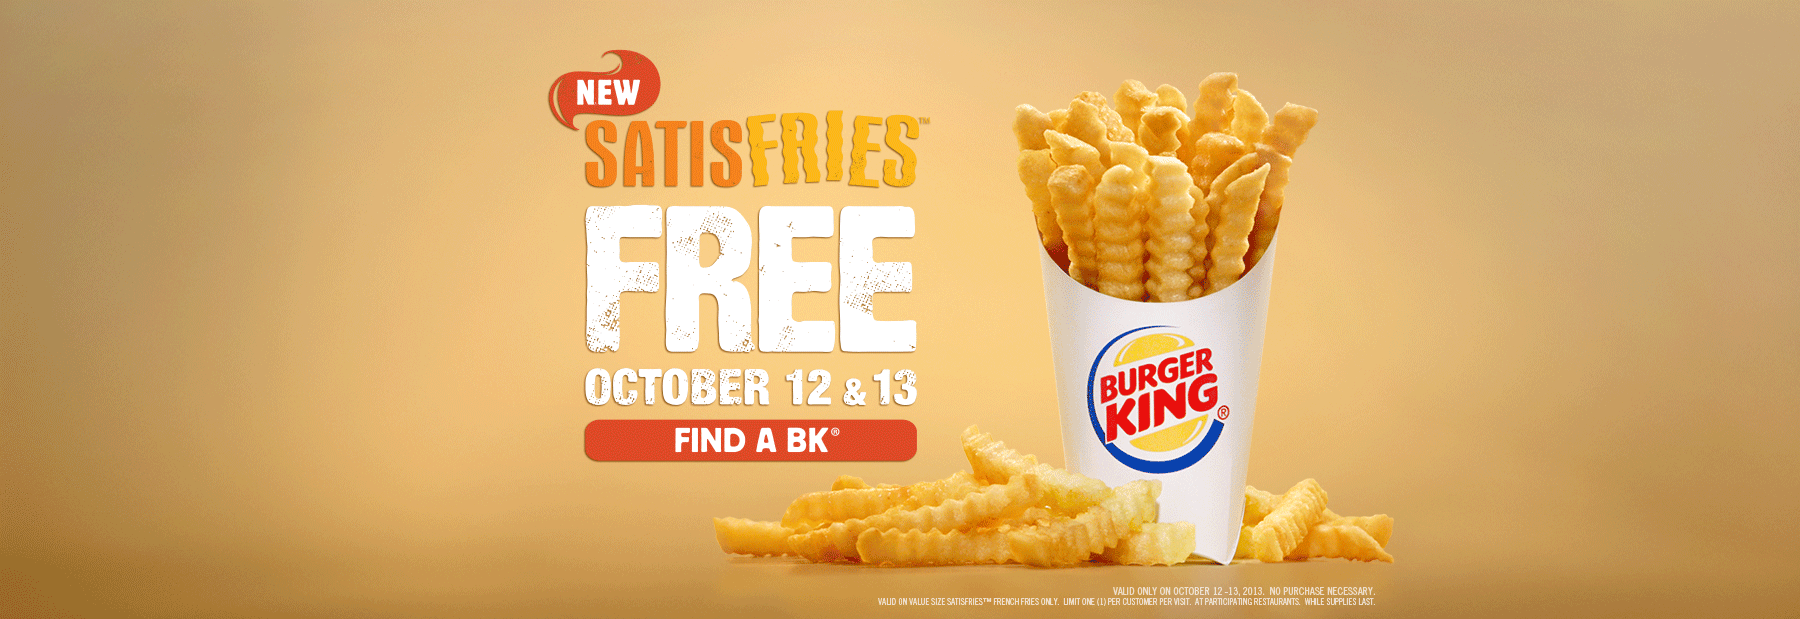 NEW
SATISFRIES™
FREE
OCTOBER 12 & 13
FIND A BK®
BURGER
KING®
VALID ONLY ON OCTOBER 12 -13, 2013. NO PURCHASE NECESSARY.
VALID ON VALUE SIZE SATISFRIES™ FRENCH FRIES ONLY. LIMIT ONE (1) PER CUSTOMER PER VISIT. AT PARTICIPATING RESTAURANTS. WHILE SUPPLIES LAST.